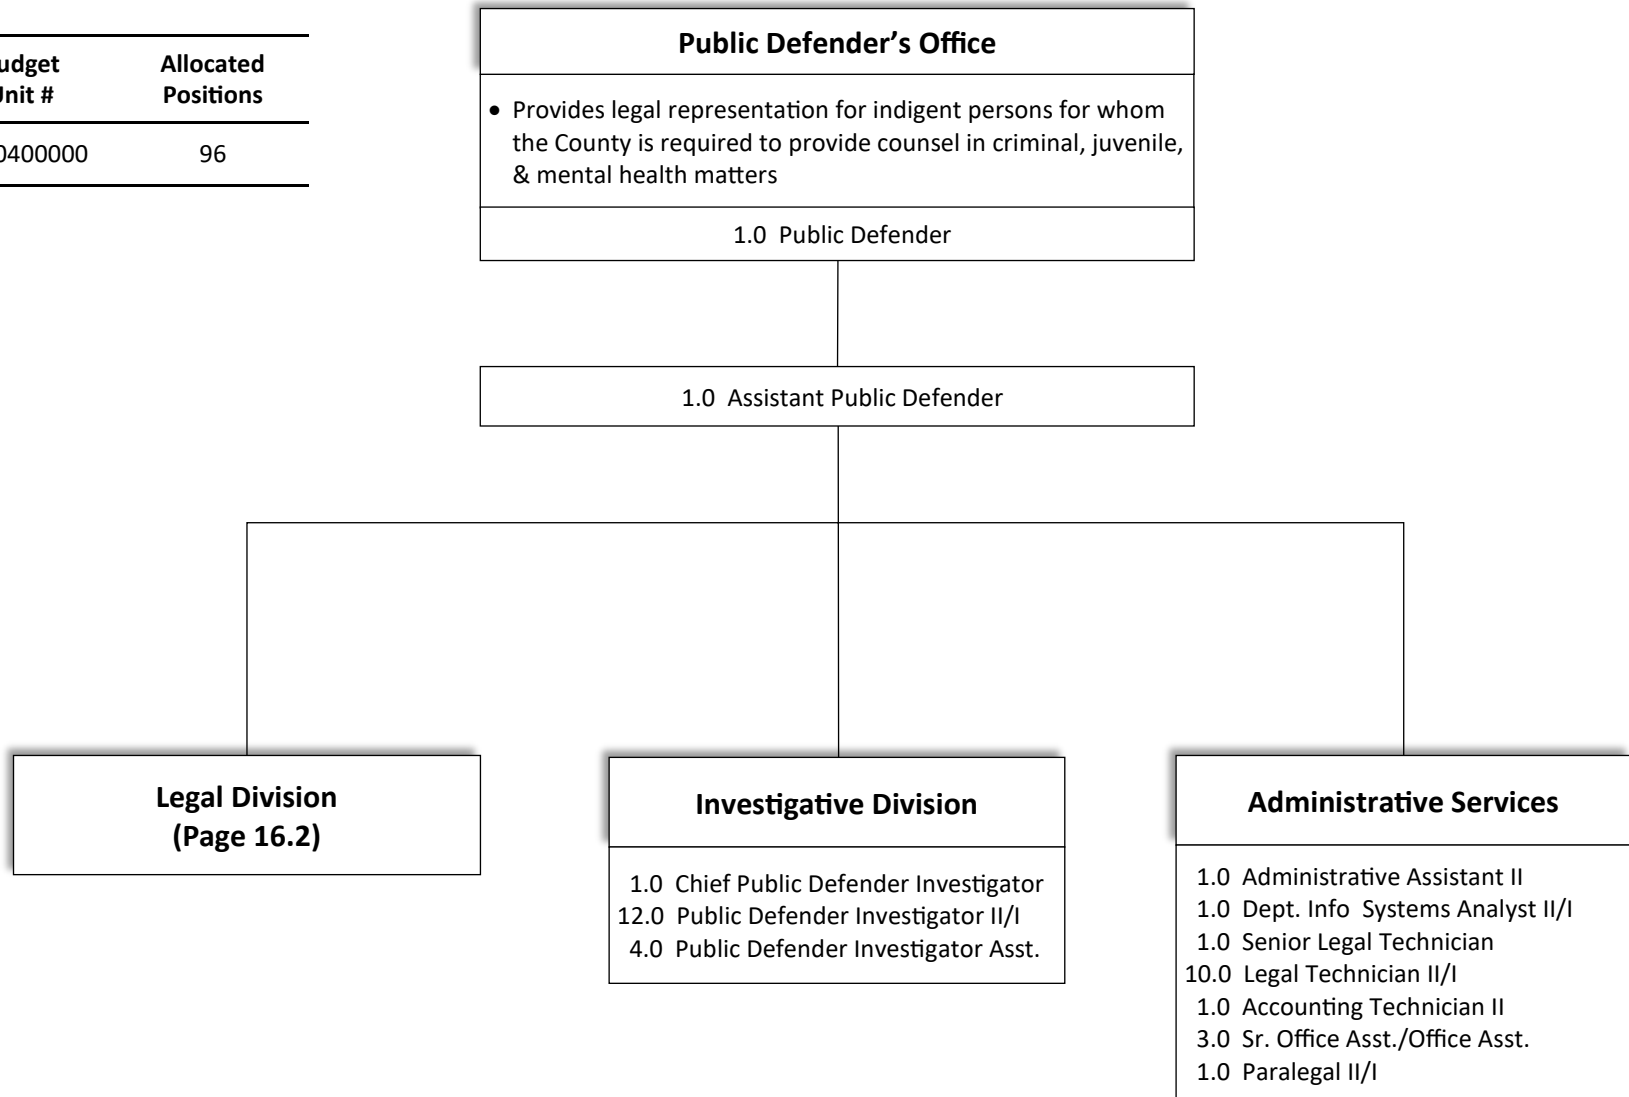 Allocated
Positions
96
Public Defender’s Office
• Provides legal representation for indigent persons for whom
the County is required to provide counsel in criminal, juvenile,
& mental health matters
1.0 Public Defender
1.0 Assistant Public Defender
Legal Division
(Page 16.2)
Investigative Division
1.0 Chief Public Defender Investigator
12.0 Public Defender Investigator II/I
4.0 Public Defender Investigator Asst.
Administrative Services
1.0 Administrative Assistant II
1.0 Dept. Info Systems Analyst II/I
1.0 Senior Legal Technician
10.0 Legal Technician II/I
1.0 Accounting Technician II
3.0 Sr. Office Asst./Office Asst.
1.0 Paralegal II/I